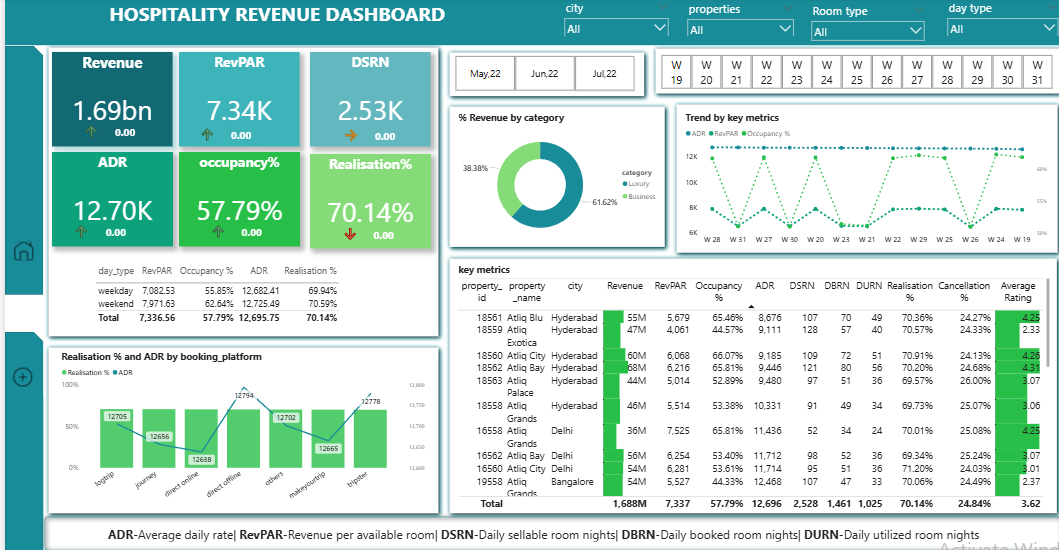 HOSPITALITY REVENUE DASHBOARD
city
All
properties
All
Room type
All
day type
All
Revenue
1.69bn
0.00
RevPAR
7.34K
0.00
DSRN
2.53K
0.00
ADR
12.70K
0.00
occupancy%
57.79%
0.00
Realisation%
70.14%
0.00
May,22 Jun,22 Jul,22
W 19 W 20 W 21 W 22 W 23 W 24 W 25 W 26 W 27 W 28 W 29 W 30 W 31
% Revenue by category
38.38%
61.62%
category
Luxury
Business
Trend by key metrics
ADR RevPAR Occupancy %
12K
10K
8K
6K
60%
55%
50%
W 28 W 31 W 27 W 30 W 20 W 23 W 21 W 22 W 29 W 25 W 26 W 24 W 19
day_type RevPAR Occupancy % ADR Realisation %
weekday 7,082.53 55.85% 12,682.41 69.94%
weekend 7,971.63 62.64% 12,725.49 70.59%
Total 7,336.56 57.79% 12,695.75 70.14%
Realisation % and ADR by booking_platform
Realisation % ADR
100%
50%
0%
12,800
12,750
12,700
12,650
12,600
12705
12656
12638
12794
12702
12665
12778
logtrip journey direct online direct offline others makeyourtrip tripster
key metrics
property_ id property _name city Revenue RevPAR Occupancy % ADR DSRN DBRN DURN Realisation % Cancellation % Average Rating
18561 Atliq Blu Hyderabad 55M 5,679 65.46% 8,676 107 70 49 70.36% 24.27% 4.25
18559 Atliq Exotica Hyderabad 47M 4,061 44.57% 9,111 128 57 40 70.57% 24.33% 2.33
18560 Atliq City Hyderabad 60M 6,068 66.07% 9,185 109 72 51 70.91% 24.13% 4.26
18562 Atliq Bay Hyderabad 68M 6,216 65.81% 9,446 121 80 56 70.20% 24.68% 4.31
18563 Atliq Palace Hyderabad 44M 5,014 52.89% 9,480 97 51 36 69.57% 26.00% 3.07
18558 Atliq Grands Hyderabad 46M 5,514 53.38% 10,331 91 49 34 69.73% 25.07% 3.06
16558 Atliq Grands Delhi 36M 7,525 65.81% 11,436 52 34 24 70.01% 25.08% 4.25
16562 Atliq Bay Delhi 56M 6,254 53.40% 11,712 98 52 36 69.34% 25.24% 3.07
16560 Atliq City Delhi 54M 6,281 53.61% 11,714 95 51 36 71.20% 24.03% 3.01
19558 Atliq Grands Bangalore 54M 5,527 44.33% 12,468 107 47 33 70.06% 24.49% 2.37
Total 1,688M 7,337 57.79% 12,696 2,528 1,461 1,025 70.14% 24.84% 3.62
ADR-Average daily rate| RevPAR-Revenue per available room| DSRN-Daily sellable room nights| DBRN-Daily booked room nights| DURN-Daily utilized room nights